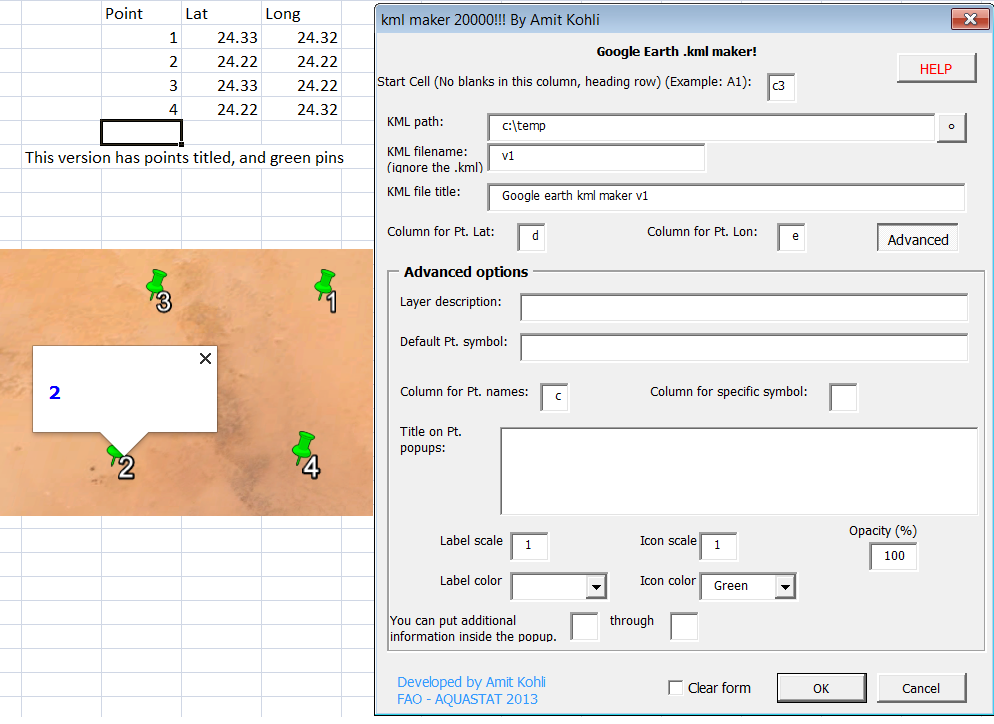 Point Lat Long
1 24.33 24.32
2 24.22 24.22
3 24.33 24.22
4 24.22 24.32
This version has points titled, and green pins
3
1
2
2
4
kml maker 20000!!! By Amit Kohli
Google Earth .kml maker!
HELP
Start Cell (No blanks in this column, heading row) (Example: A1): c3
KML path: c:\temp
KML filename: v1
(ignore the .kml)
KML file title: Google earth kml maker v1
Column for Pt. Lat: d Column for Pt. Lon: e Advanced
Advanced options
Layer description:
Default Pt. symbol:
Column for Pt. names: c Column for specific symbol:
Title on Pt.
popups:
Opacity (%)
Label scale 1 Icon scale 1 100
Label color Icon color Green
You can put additional through
information inside the popup.
Developed by Amit Kohli
FAO - AQUASTAT 2013
Clear form OK Cancel